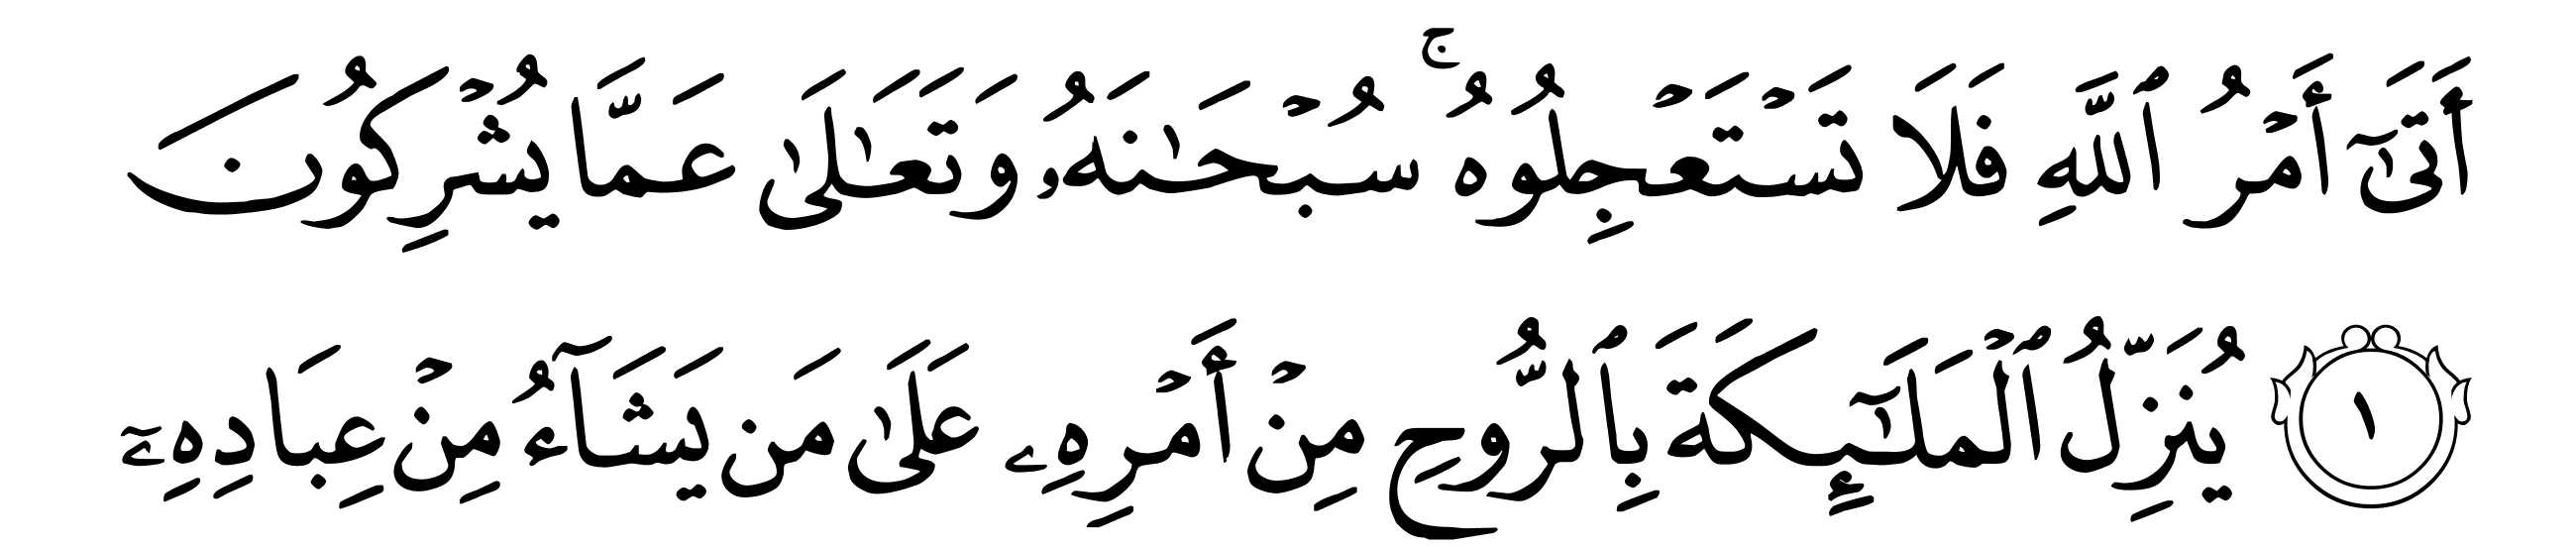 أَتَىٰٓ أَمۡرُ ٱللَّهِ فَلَا تَسۡتَعۡجِلُوهُۚ سُبۡحَٰنَهُۥ وَتَعَٰلَىٰ عَمَّا يُشۡرِكُونَ
١ يُنَزِّلُ ٱلۡمَلَٰٓئِكَةَ بِٱلرُّوحِ مِنۡ أَمۡرِهِۦ عَلَىٰ مَن يَشَآءُ مِنۡ عِبَادِهِۦٓ